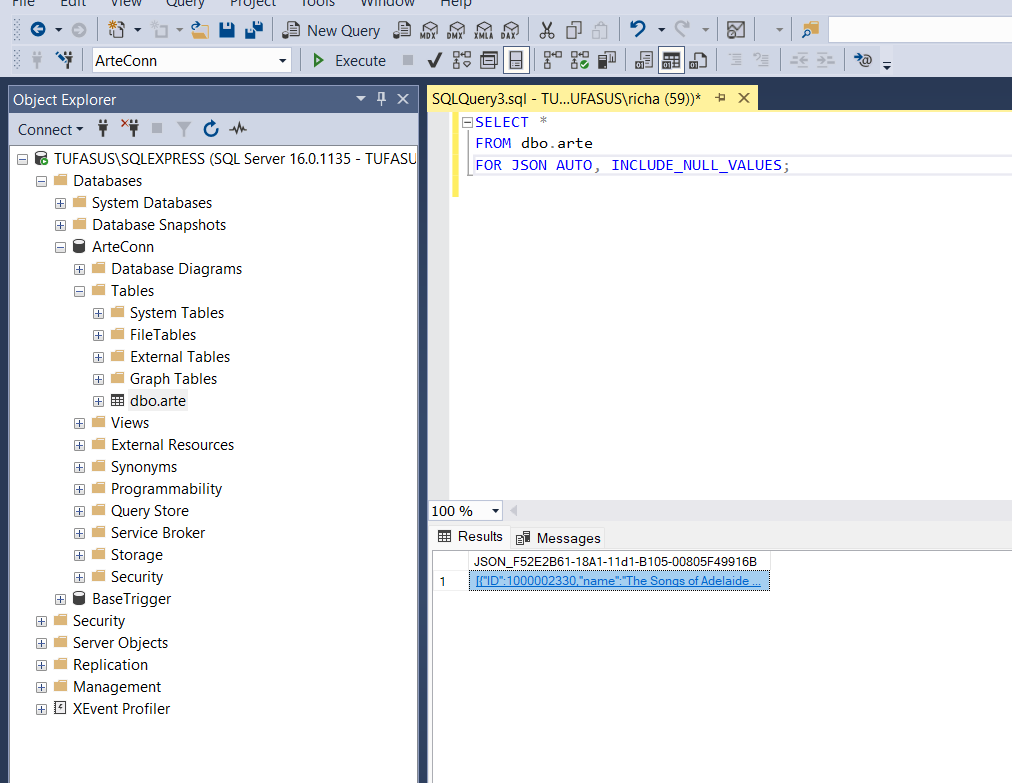 File Edit View Query Project Tools Window Help
New Query MDX DMX XMLA DAX
ArteConn Execute
Object Explorer
Connect
TUFASUS\SQLEXPRESS (SQL Server 16.0.1135 - TUFASU
Databases
System Databases
Database Snapshots
ArteConn
Database Diagrams
Tables
System Tables
FileTables
External Tables
Graph Tables
dbo.arte
Views
External Resources
Synonyms
Programmability
Query Store
Service Broker
Storage
Security
BaseTrigger
Security
Server Objects
Replication
Management
XEvent Profiler
SQLQuery3.sql - TU...UFASUS\richa (59))*
SELECT *
FROM dbo.arte
FOR JSON AUTO, INCLUDE_NULL_VALUES;
100 %
Results Messages
JSON_F52E2B61-18A1-11d1-B105-00805F49916B
1 [{"ID":1000002330,"name":"The Songs of Adelaide ...